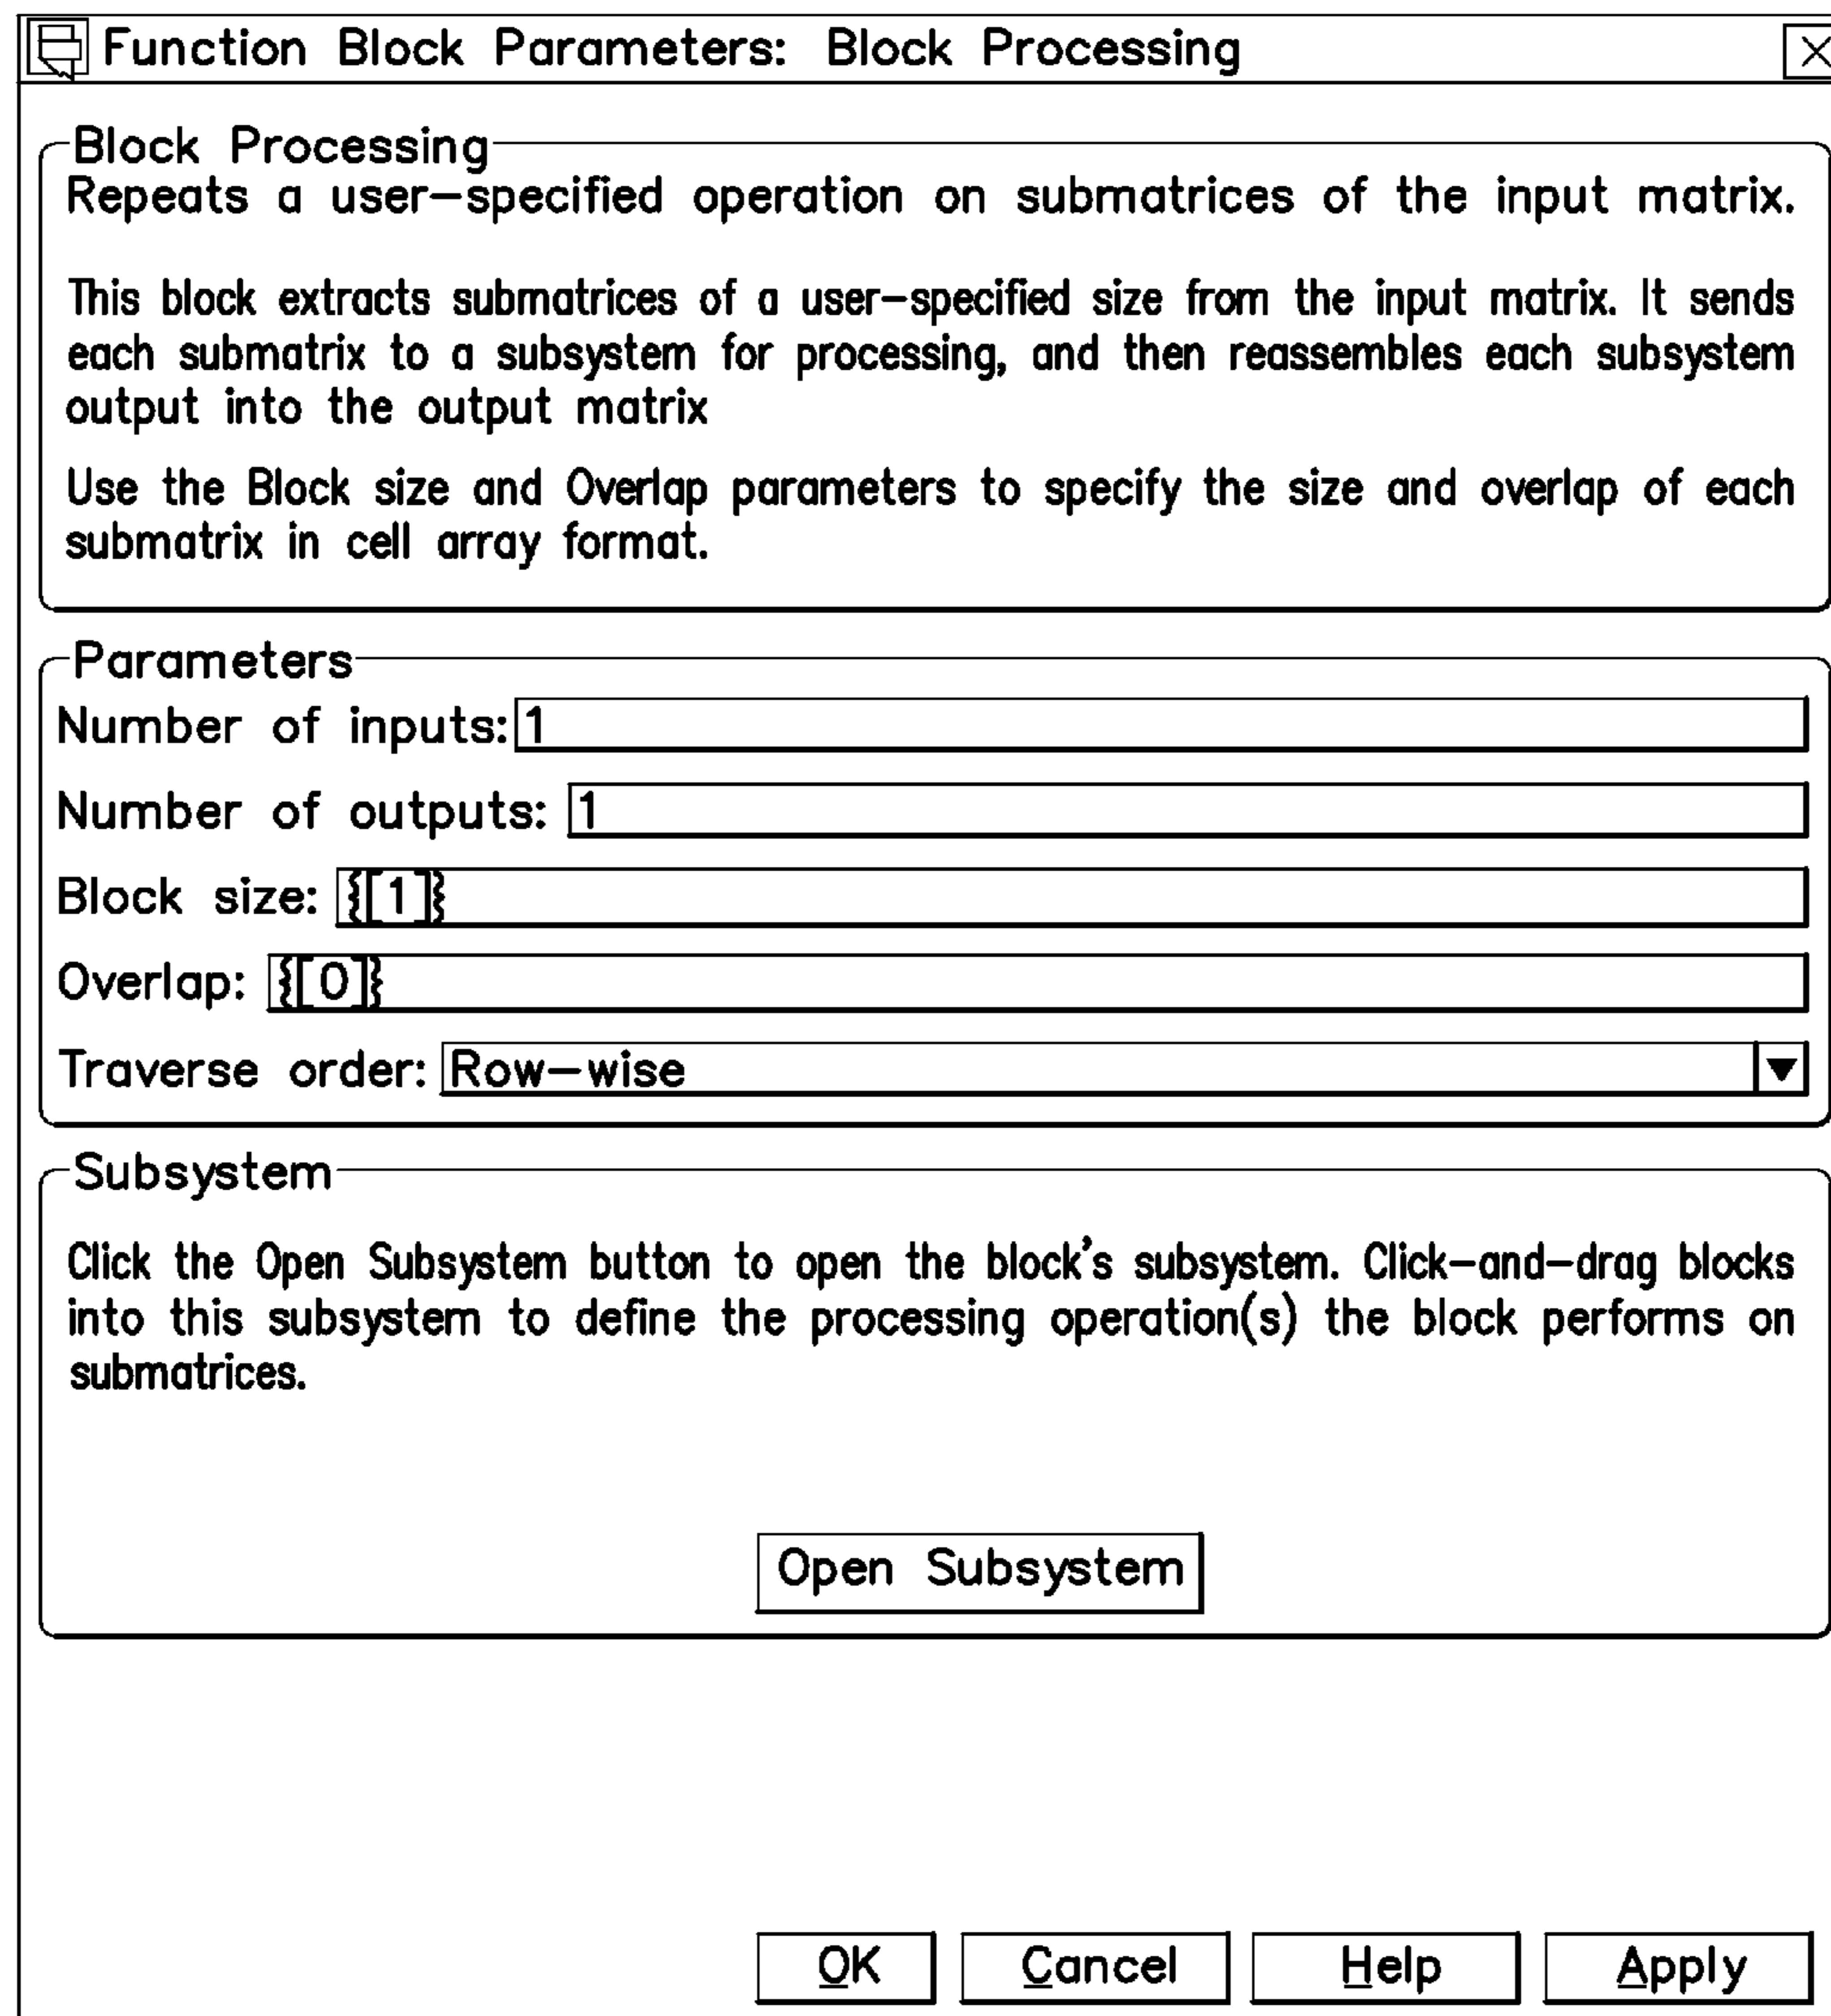 Function Block Parameters: Block Processing
Block Processing
Repeats a user-specified operation on submatrices of the input matrix.
This block extracts submatrices of a user-specified size from the input matrix. It sends
each submatrix to a subsystem for processing, and then reassembles each subsystem
output into the output matrix
Use the Block size and Overlap parameters to specify the size and overlap of each
submatrix in cell array format.
Parameters
Number of inputs: 1
Number of outputs: 1
Block size: {[1]}
Overlap: {[0]}
Traverse order: Row-wise
Subsystem
Click the Open Subsystem button to open the block's subsystem. Click-and-drag blocks
into this subsystem to define the processing operation(s) the block performs on
submatrices.
Open Subsystem
OK Cancel Help Apply